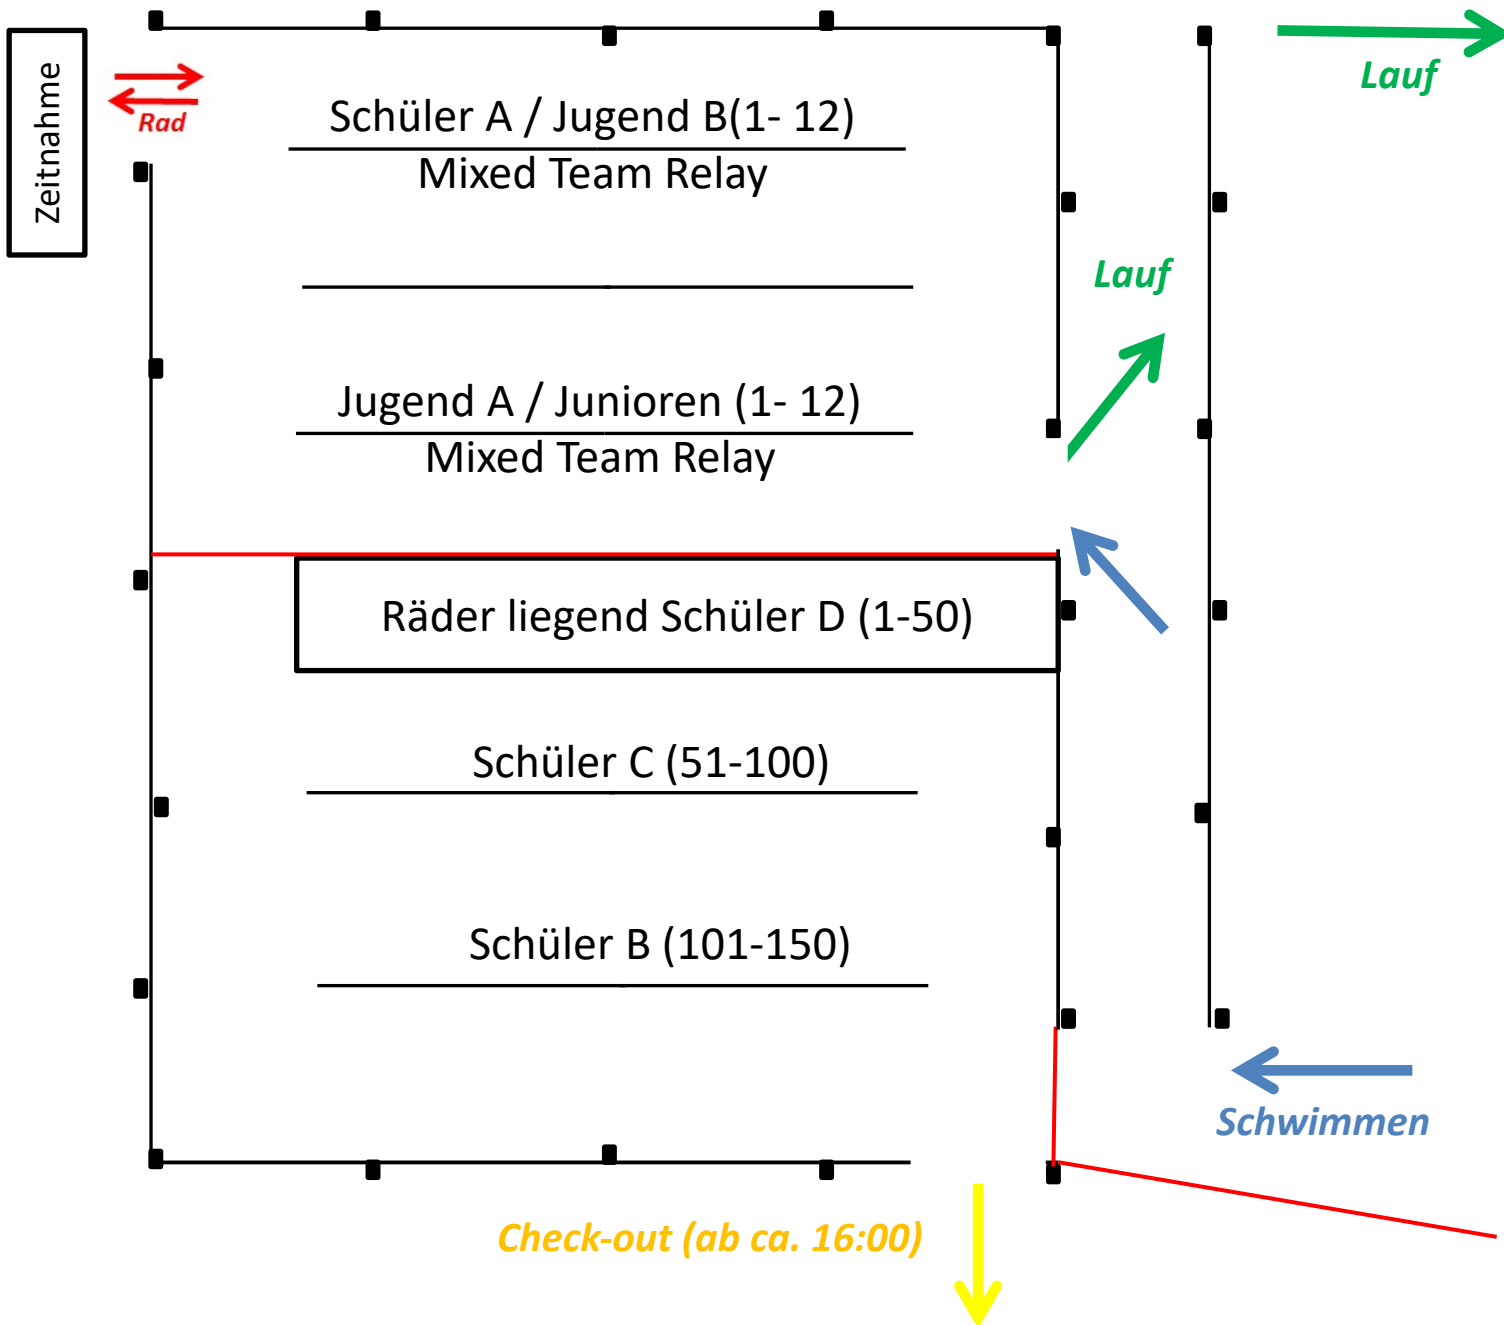 Zeitnahme
Rad
Schüler A / Jugend B(1- 12)
Mixed Team Relay
Lauf
Lauf
Jugend A / Junioren (1- 12)
Mixed Team Relay
Räder liegend Schüler D (1-50)
Schüler C (51-100)
Schüler B (101-150)
Schwimmen
Check-out (ab ca. 16:00)